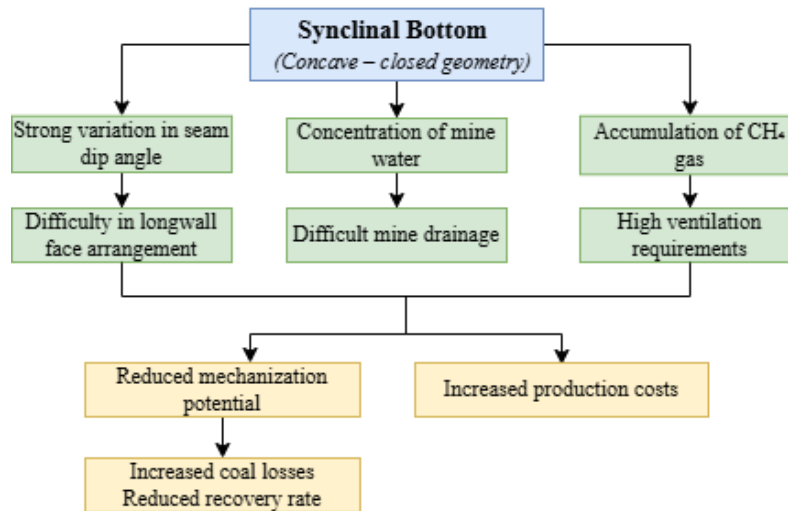 Synclinal Bottom
(Concave – closed geometry)
Strong variation in seam
dip angle
Concentration of mine
water
Accumulation of CH₄
gas
Difficulty in longwall
face arrangement
Difficult mine drainage
High ventilation
requirements
Reduced mechanization
potential
Increased production costs
Increased coal losses
Reduced recovery rate